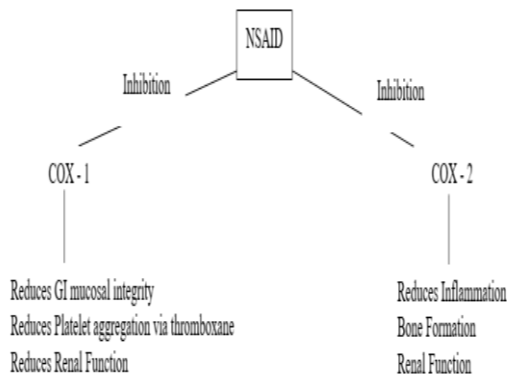 NSAID
Inhibition
Inhibition
COX - 1
COX - 2
Reduces GI mucosal integrity
Reduces Platelet aggregation via thromboxane
Reduces Renal Function
Reduces Inflammation
Bone Formation
Renal Function